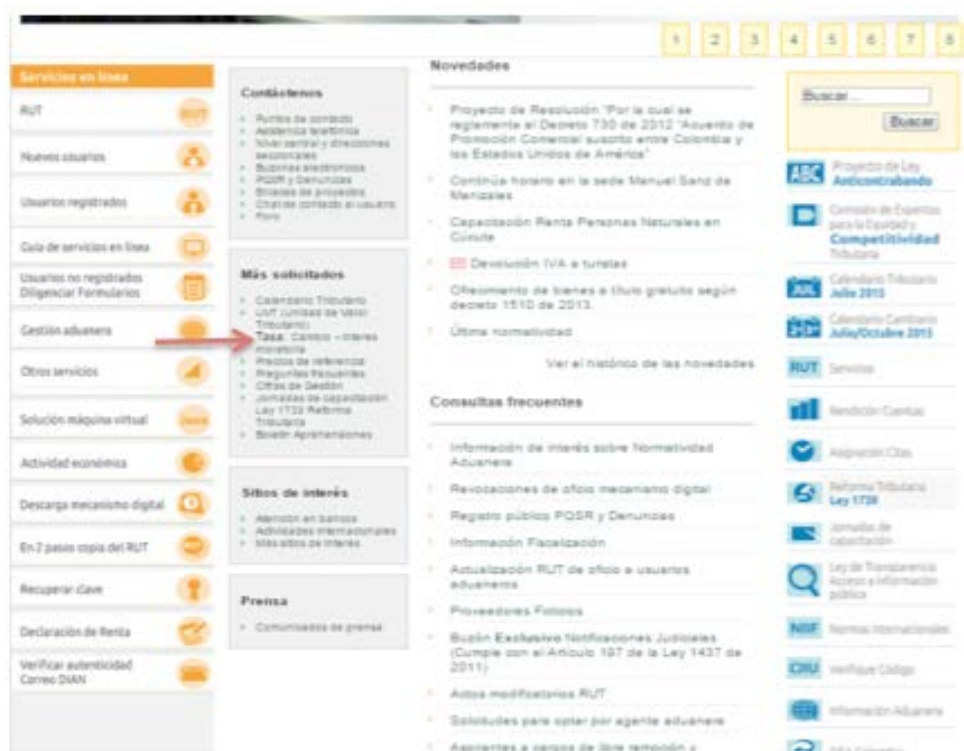 1 2 3 4 5 6 7 8
Servicios en línea
RUT
RUT
Nuevos usuarios
Usuarios registrados
Guía de servicios en línea
Usuarios no registrados
Diligenciar Formularios
Gestión aduanera
Otros servicios
Solución máquina virtual
Actividad económica
Descarga mecanismo digital
En 2 pasos copia del RUT
Recuperar clave
Declaración de Renta
Verificar autenticidad
Correo DIAN
Contáctenos
Puntos de contacto
Asistencia telefónica
Nivel central y direcciones
seccionales
Buzones electrónicos
PQSR y Denuncias
Enlaces de proyectos
Chat de contacto al usuario
Foro
Más solicitados
Calendario Tributario
UVT (Unidad de Valor
Tributario)
Tasa: Cambio - Interés
moratoria
Precios de referencia
Preguntas frecuentes
Cifras de Gestión
Jornadas de capacitación
Ley 1739 Reforma
Tributaria
Boletín Aprehensiones
Sitios de interés
Atención en bancos
Actividades internacionales
Más sitios de interés
Prensa
Comunicados de prensa
Novedades
Proyecto de Resolución "Por la cual se
reglamenta el Decreto 730 de 2012 "Acuerdo de
Promoción Comercial suscrito entre Colombia y
los Estados Unidos de América"
Continúa horario en la sede Manuel Sanz de
Manizales
Capacitación Renta Personas Naturales en
Cúcuta
Devolución IVA a turistas
Ofrecimiento de bienes a título gratuito según
decreto 1510 de 2013.
Última normatividad
Ver el histórico de las novedades
Consultas frecuentes
Información de interés sobre Normatividad
Aduanera
Revocaciones de oficio mecanismo digital
Registro público PQSR y Denuncias
Información Fiscalización
Actualización RUT de oficio a usuarios
aduaneros
Proveedores Ficticios
Buzón Exclusivo Notificaciones Judiciales
(Cumple con el Artículo 197 de la Ley 1437 de
2011)
Actos modificatorios RUT
Solicitudes para optar por agente aduanero
Aspirantes a cargos de libre remoción y
Buscar...
Buscar
ABC Proyecto de Ley
Anticontrabando
Comisión de Expertos
para la Equidad y
Competitividad
Tributaria
JUL Calendario Tributario
Julio 2015
Calendario Cambiario
Julio/Octubre 2015
RUT Servicios
Rendición Cuentas
Asignación Citas
Reforma Tributaria
Ley 1739
Jornadas de
capacitación
Ley de Transparencia
Acceso a información
pública
NIIF Normas Internacionales
CIIU Verifique Código
Información Aduanera